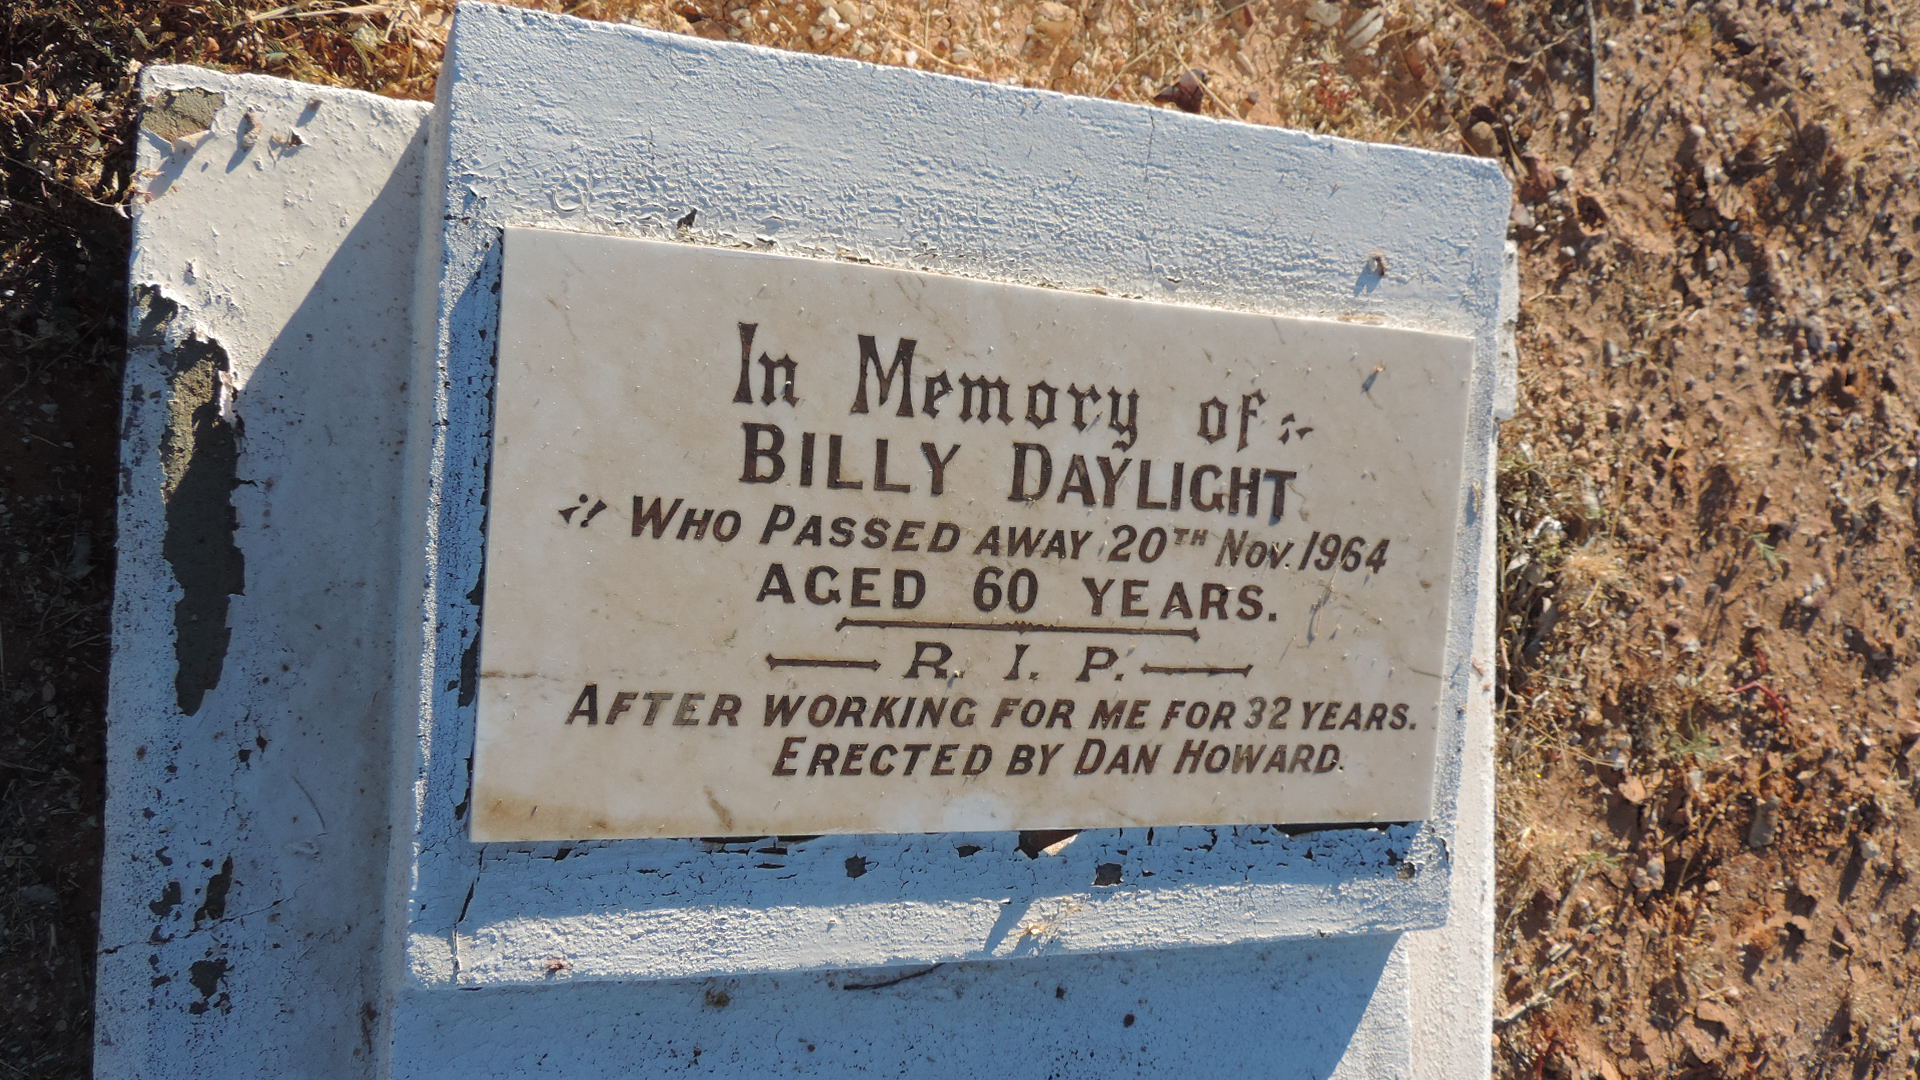 In Memory of
BILLY DAYLIGHT
WHO PASSED AWAY 20TH NOV. 1964
AGED 60 YEARS.
R. I. P.
AFTER WORKING FOR ME FOR 32 YEARS.
ERECTED BY DAN HOWARD.